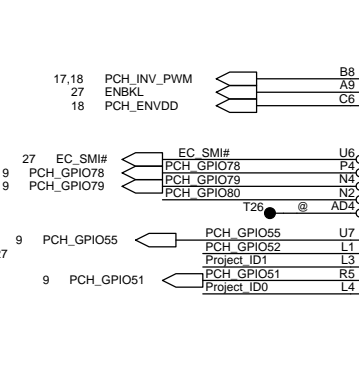 17,18 PCH_INV_PWM B8
27 ENBKL A9
18 PCH_ENVDD C6
27 EC_SMI# EC_SMI# U6
9 PCH_GPIO78 PCH_GPIO78 P4
9 PCH_GPIO79 PCH_GPIO79 N4
PCH_GPIO80 N2
T26 @ AD4
9 PCH_GPIO55 PCH_GPIO55 U7
PCH_GPIO52 L1
27 Project_ID1 L3
9 PCH_GPIO51 PCH_GPIO51 R5
Project_ID0 L4